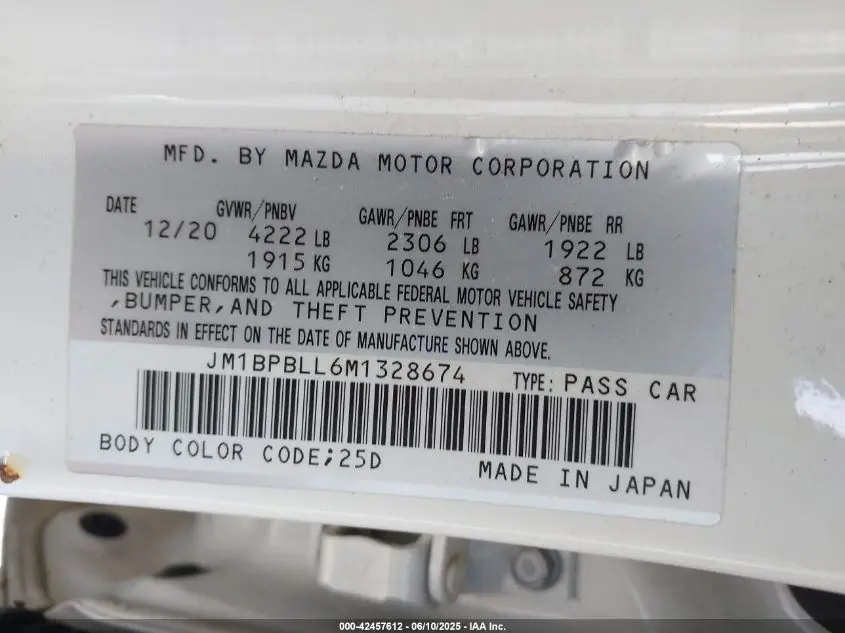 MFD. BY MAZDA MOTOR CORPORATION
DATE GVWR/PNBV GAWR/PNBE FRT GAWR/PNBE RR
12/20 4222 LB 2306 LB 1922 LB
1915 KG 1046 KG 872 KG
THIS VEHICLE CONFORMS TO ALL APPLICABLE FEDERAL MOTOR VEHICLE SAFETY
,BUMPER,AND THEFT PREVENTION
STANDARDS IN EFFECT ON THE DATE OF MANUFACTURE SHOWN ABOVE.
JM1BPBLL6M1328674 TYPE: PASS CAR
BODY COLOR CODE;25D MADE IN JAPAN
000-42457612 - 06/10/2025 - IAA Inc.